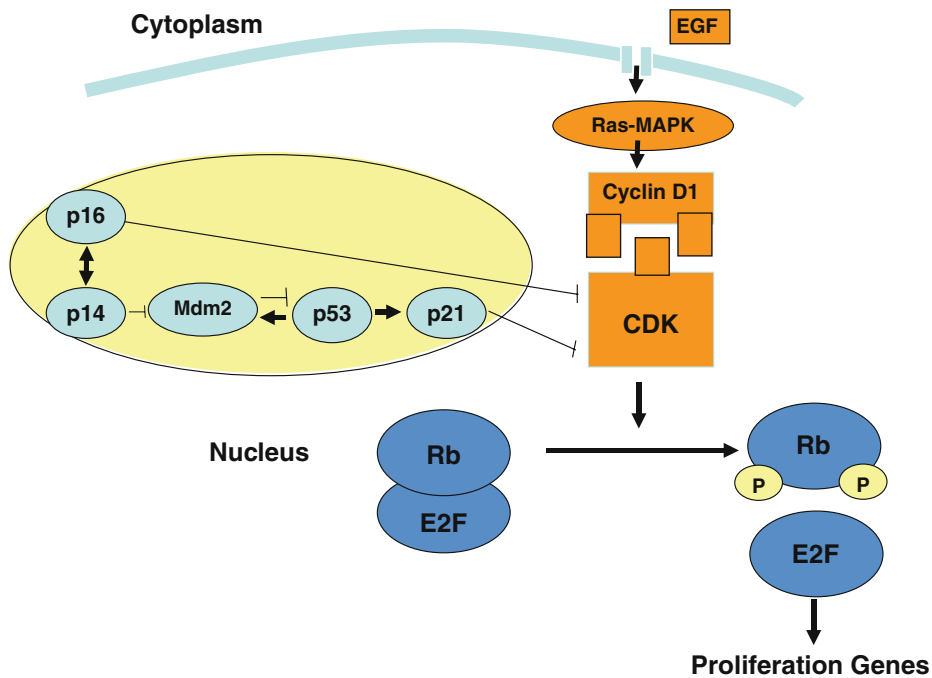 Cytoplasm
EGF
Ras-MAPK
Cyclin D1
p16
p14
Mdm2
p53
p21
CDK
Nucleus
Rb
E2F
Rb
P
P
E2F
Proliferation Genes